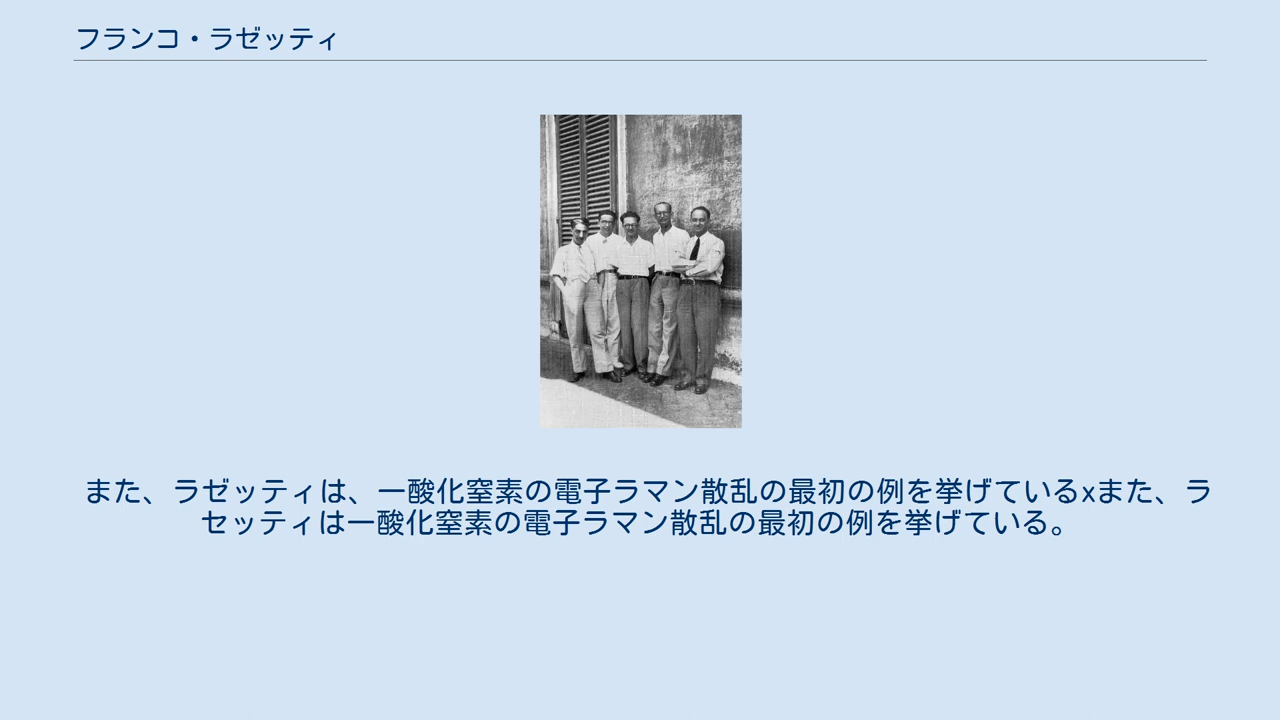 フランコ・ラゼッティ
また、ラゼッティは、一酸化窒素の電子ラマン散乱の最初の例を挙げているxまた、ラ
セッティは一酸化窒素の電子ラマン散乱の最初の例を挙げている。